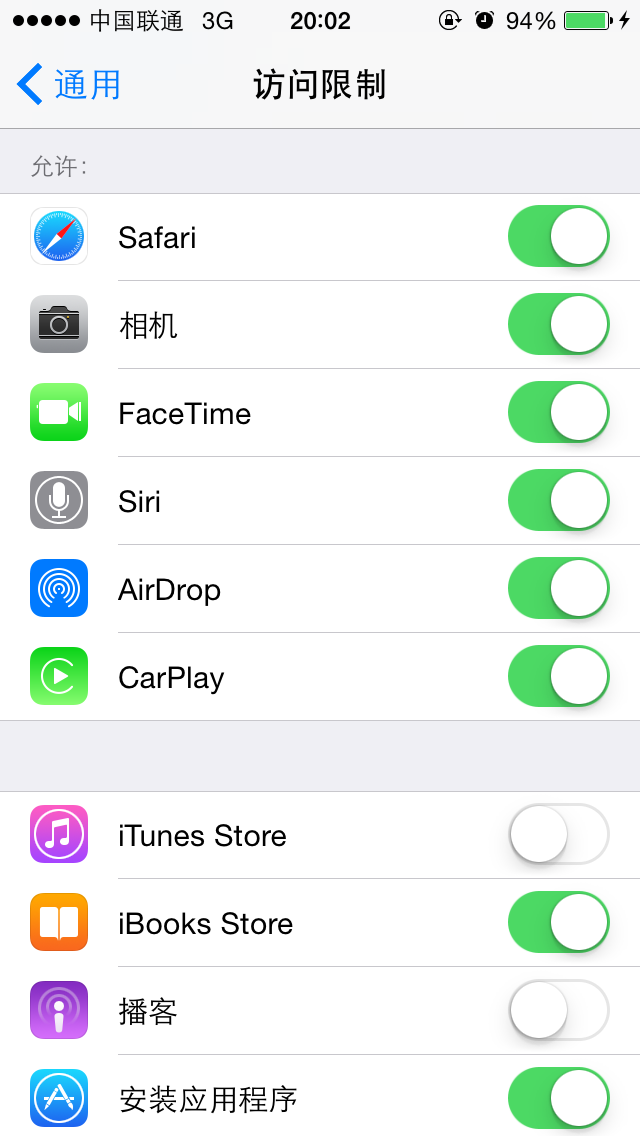 中国联通 3G 20:02 94%
通用 访问限制
允许:
Safari
相机
FaceTime
Siri
AirDrop
CarPlay
iTunes Store
iBooks Store
播客
安装应用程序